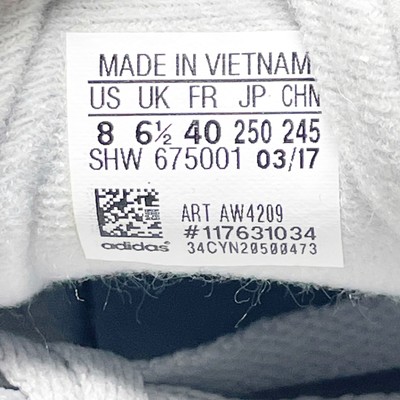 MADE IN VIETNAM
US UK FR JP CHN
8 6½ 40 250 245
SHW 675001 03/17
ART AW4209
#117631034
adidas® 34CYN20500473